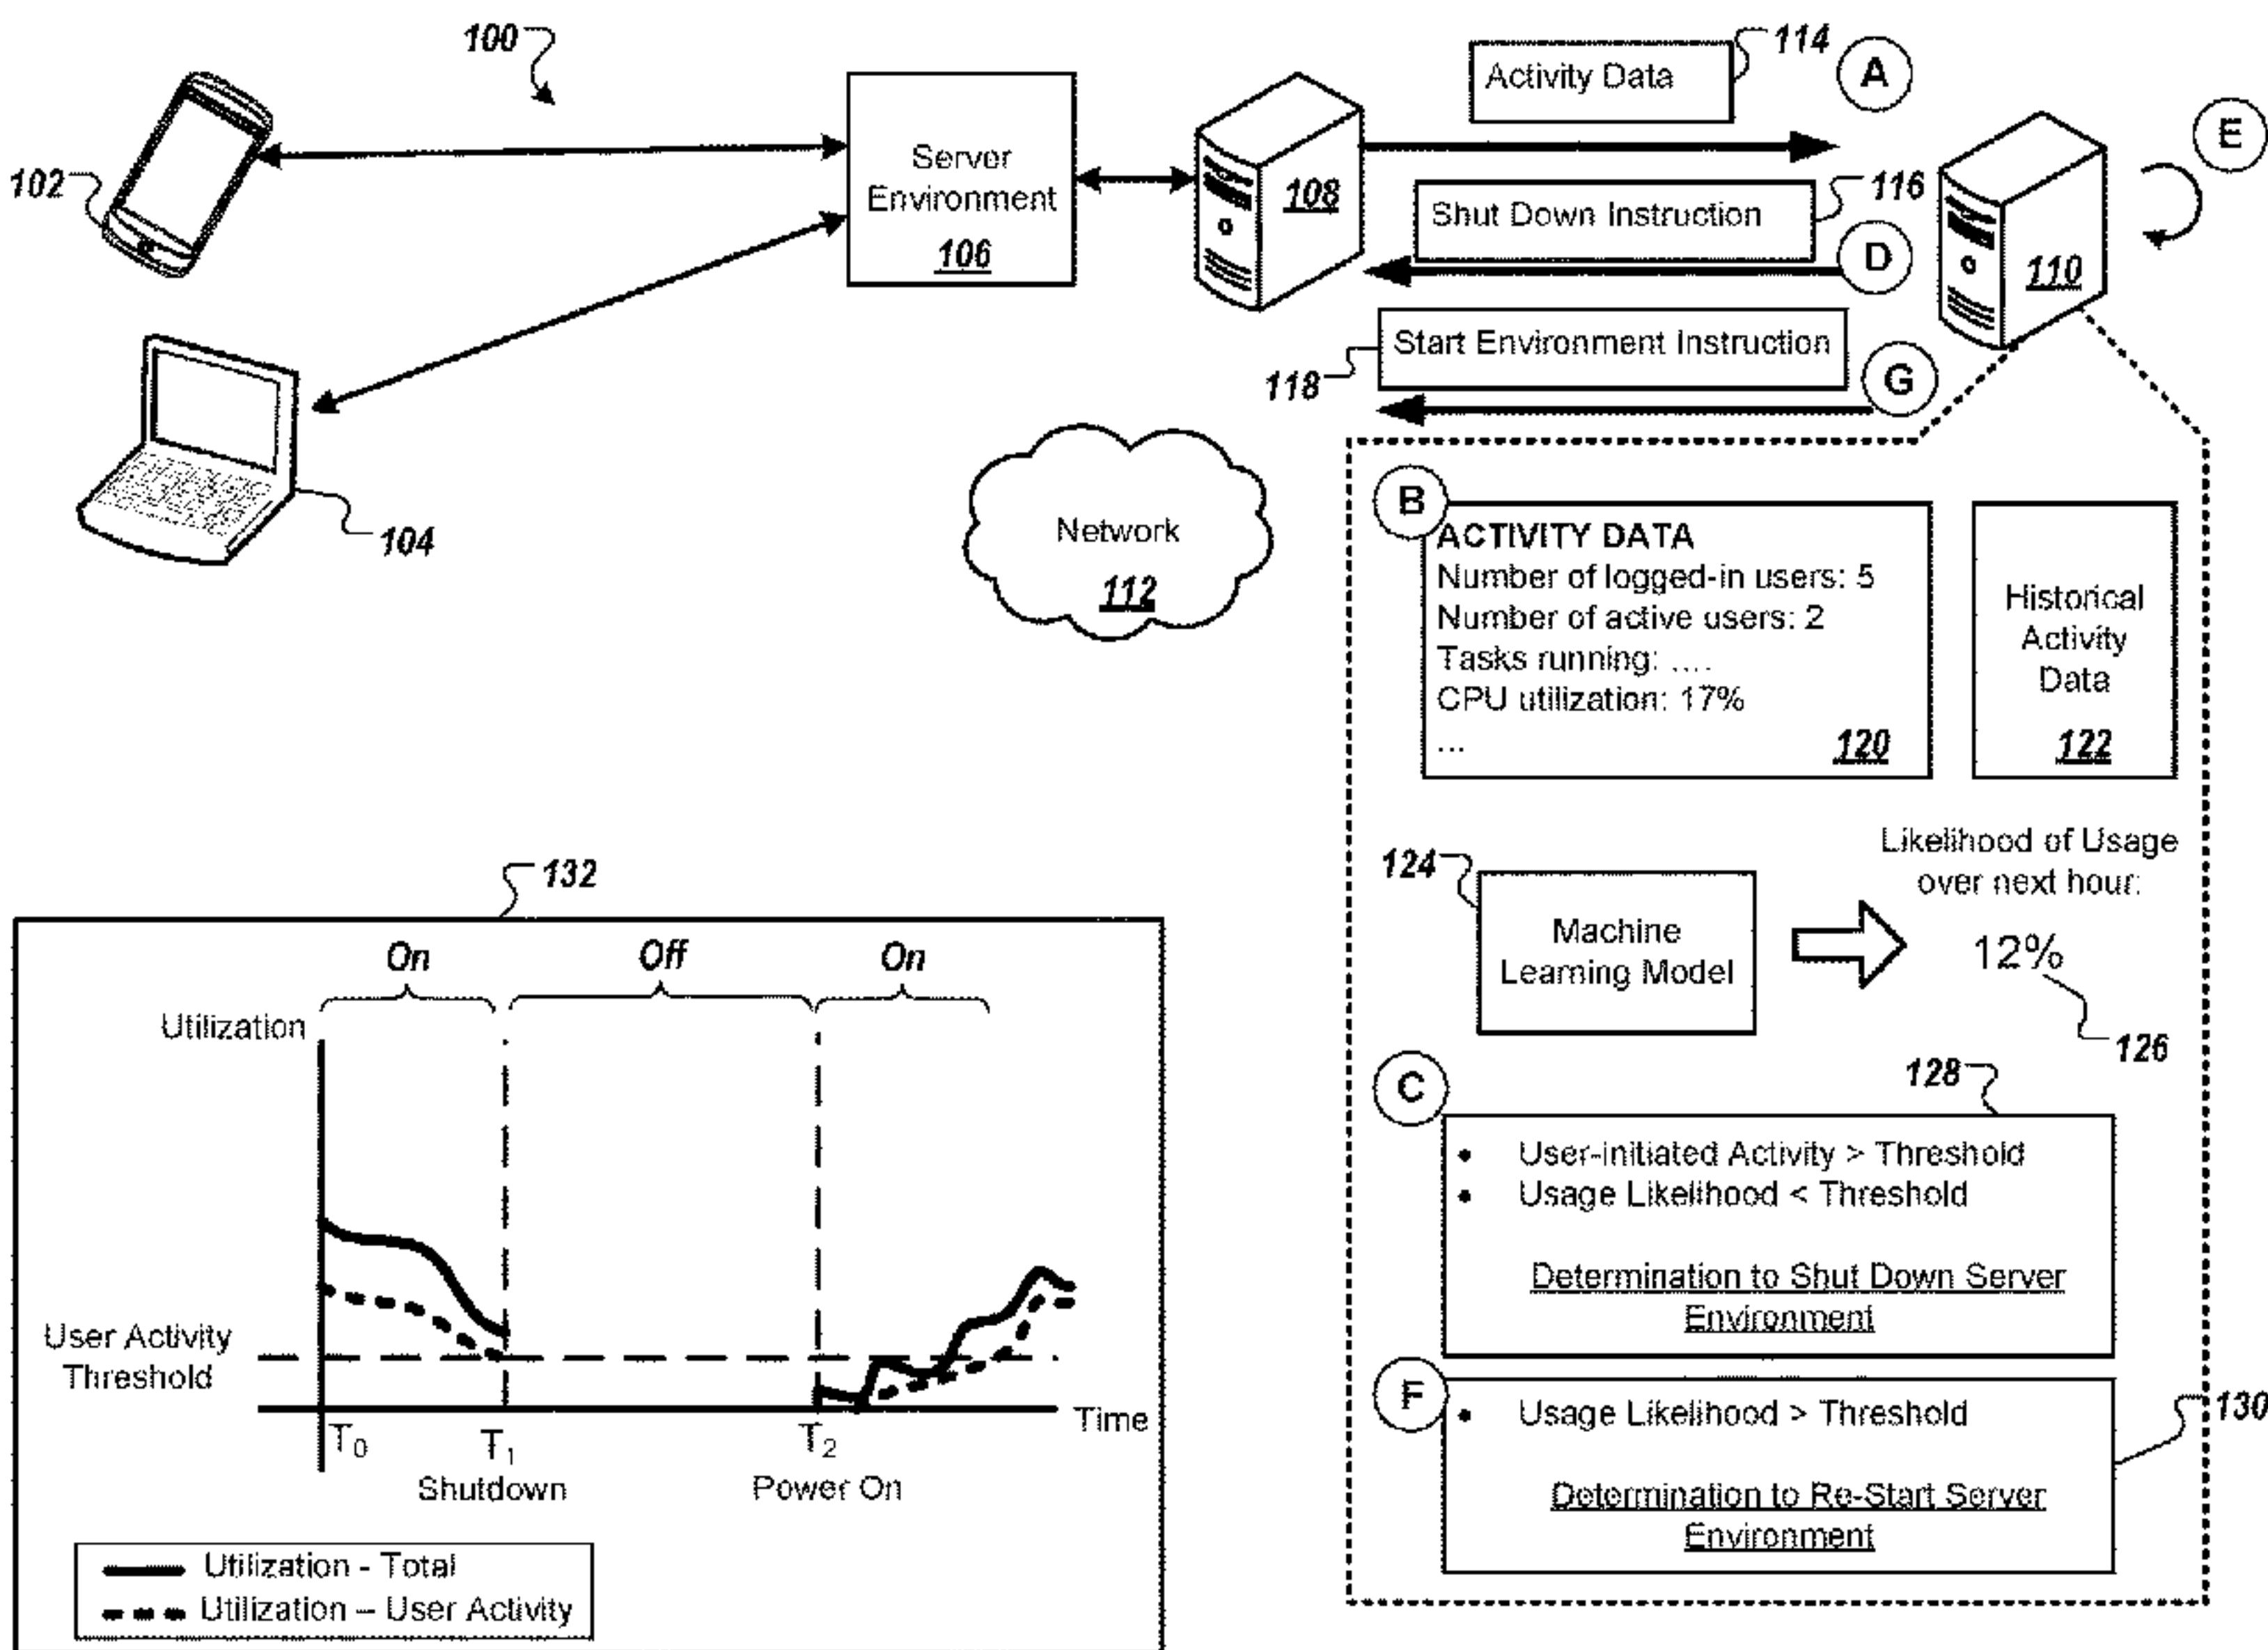 100
102
104
Server
Environment
106
108
Activity Data
114
A
Shut Down Instruction
116
D
Start Environment Instruction
118
G
110
E
Network
112
B
ACTIVITY DATA
Number of logged-in users: 5
Number of active users: 2
Tasks running: ....
CPU utilization: 17%
...
120
Historical
Activity
Data
122
124
Machine
Learning Model
Likelihood of Usage
over next hour:
12%
126
C
128
• User-initiated Activity > Threshold
• Usage Likelihood < Threshold
Determination to Shut Down Server
Environment
F
• Usage Likelihood > Threshold
130
Determination to Re-Start Server
Environment
132
On
Off
On
Utilization
User Activity
Threshold
T0
T1
T2
Time
Shutdown
Power On
Utilization - Total
Utilization – User Activity